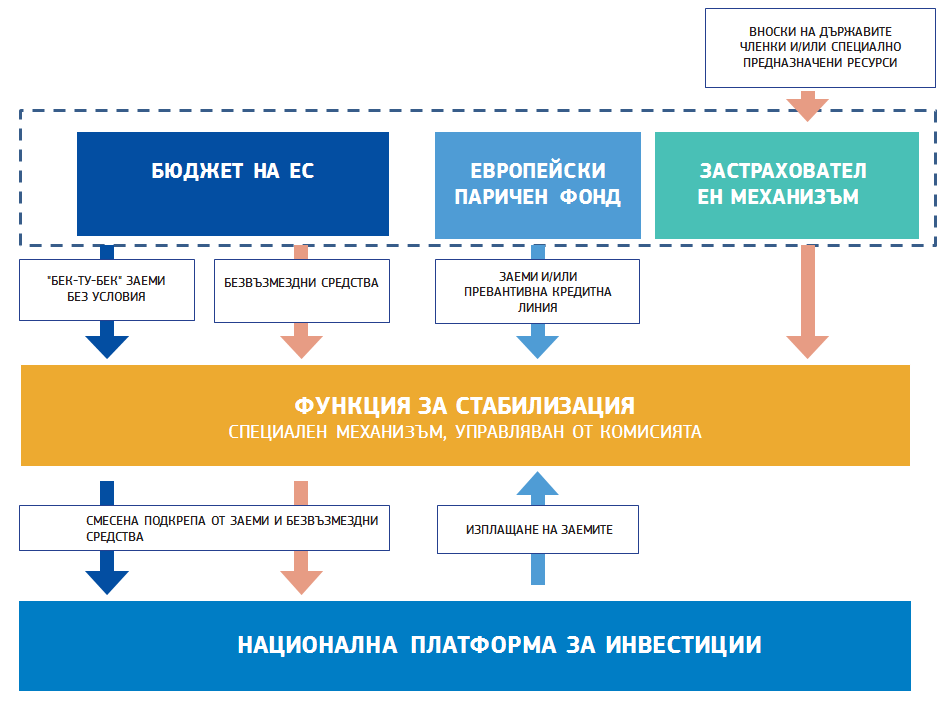 ВНОСКИ НА ДЪРЖАВИТЕ
ЧЛЕНКИ И/ИЛИ СПЕЦИАЛНО
ПРЕДНАЗНАЧЕНИ РЕСУРСИ
БЮДЖЕТ НА ЕС
ЕВРОПЕЙСКИ
ПАРИЧЕН ФОНД
ЗАСТРАХОВАТЕЛ
ЕН МЕХАНИЗЪМ
"БЕК-ТУ-БЕК" ЗАЕМИ
БЕЗ УСЛОВИЯ
БЕЗВЪЗМЕЗДНИ СРЕДСТВА
ЗАЕМИ И/ИЛИ
ПРЕВАНТИВНА КРЕДИТНА
ЛИНИЯ
ФУНКЦИЯ ЗА СТАБИЛИЗАЦИЯ
СПЕЦИАЛЕН МЕХАНИЗЪМ, УПРАВЛЯВАН ОТ КОМИСИЯТА
СМЕСЕНА ПОДКРЕПА ОТ ЗАЕМИ И БЕЗВЪЗМЕЗДНИ
СРЕДСТВА
ИЗПЛАЩАНЕ НА ЗАЕМИТЕ
НАЦИОНАЛНА ПЛАТФОРМА ЗА ИНВЕСТИЦИИ